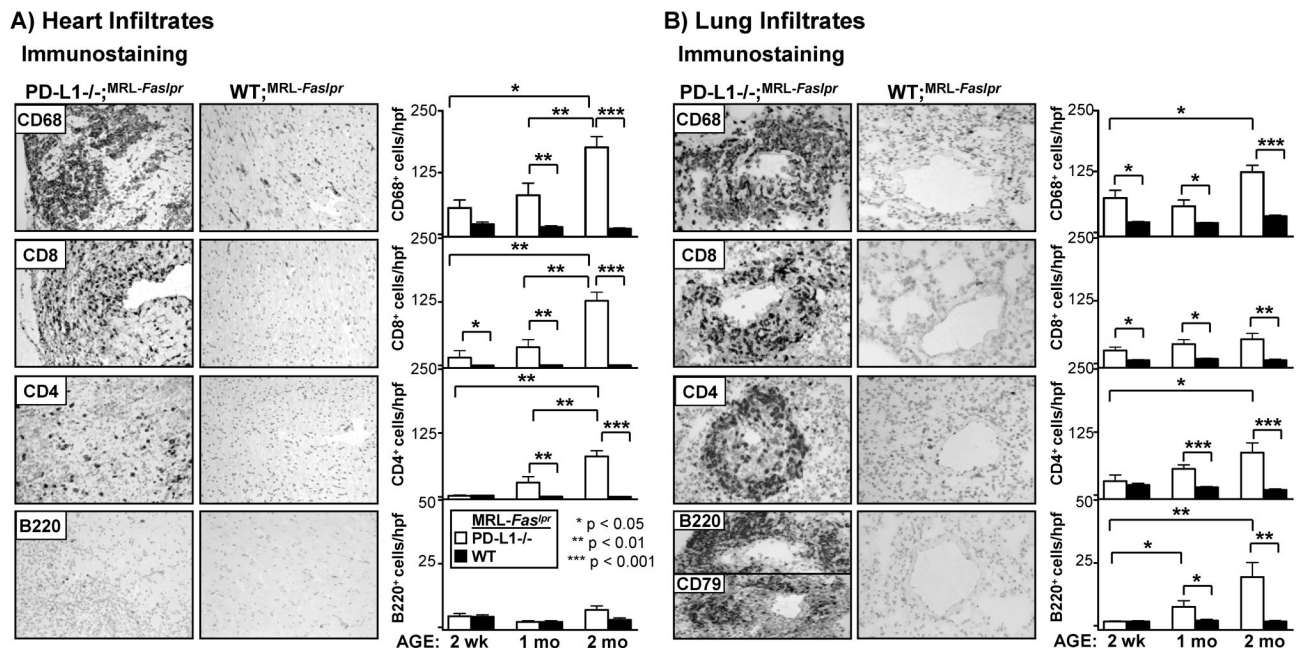 A) Heart Infiltrates
Immunostaining
PD-L1-/-;MRL-Faslpr WT;MRL-Faslpr
CD68
CD8
CD4
B220
250
125
CD68+ cells/hpf
* ** *** **
250
125
CD8+ cells/hpf
** ** *** * **
250
125
CD4+ cells/hpf
** ** *** **
50
25
B220+ cells/hpf
MRL-Faslpr
PD-L1-/-
WT
* p < 0.05
** p < 0.01
*** p < 0.001
AGE: 2 wk 1 mo 2 mo
B) Lung Infiltrates
Immunostaining
PD-L1-/-;MRL-Faslpr WT;MRL-Faslpr
CD68
CD8
CD4
B220
CD79
250
125
CD68+ cells/hpf
* * * ***
250
125
CD8+ cells/hpf
* * **
250
125
CD4+ cells/hpf
* *** ***
50
25
B220+ cells/hpf
** * * **
AGE: 2 wk 1 mo 2 mo